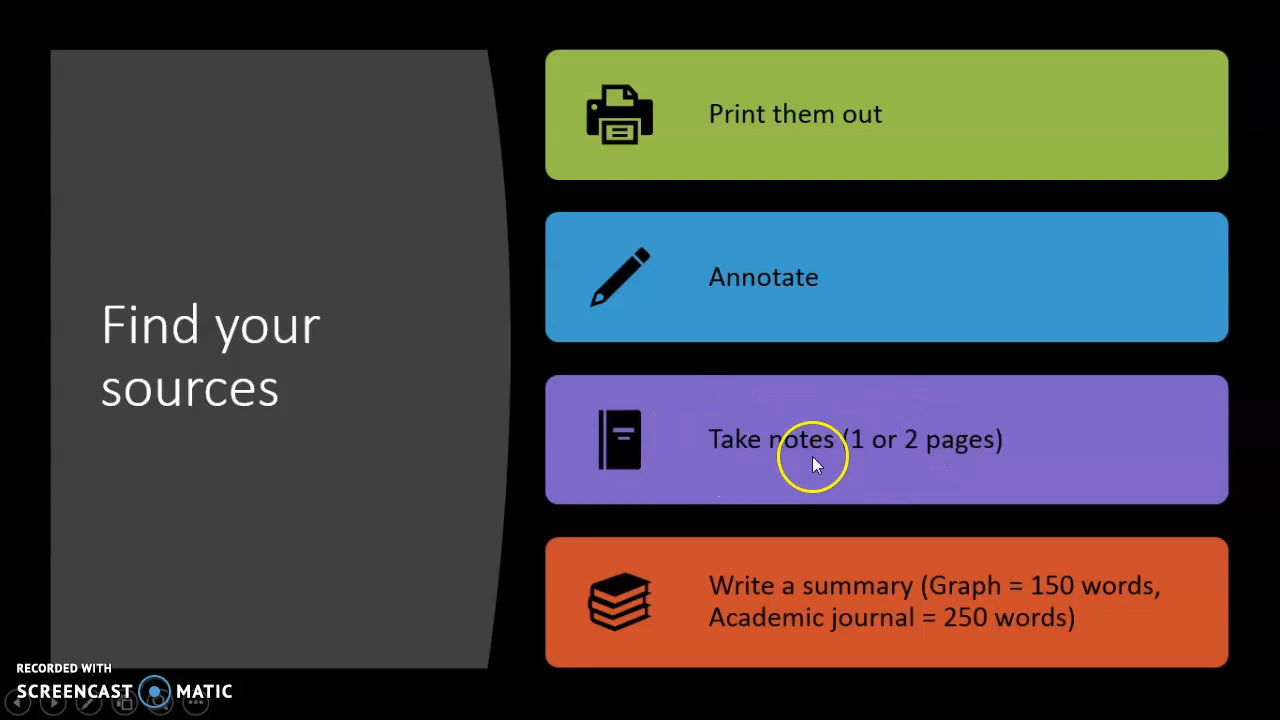 Find your
sources
Print them out
Annotate
Take notes (1 or 2 pages)
Write a summary (Graph = 150 words,
Academic journal = 250 words)
RECORDED WITH
SCREENCAST MATIC